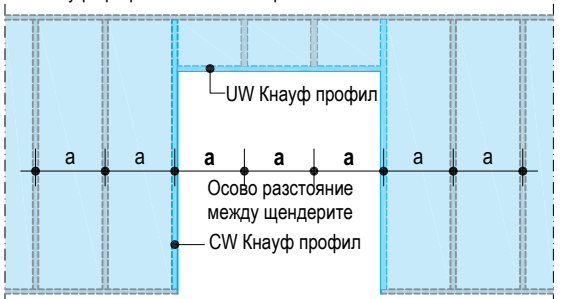 UW Кнауф профил
a a a a a a a
Осово разстояние
между щендерите
CW Кнауф профил